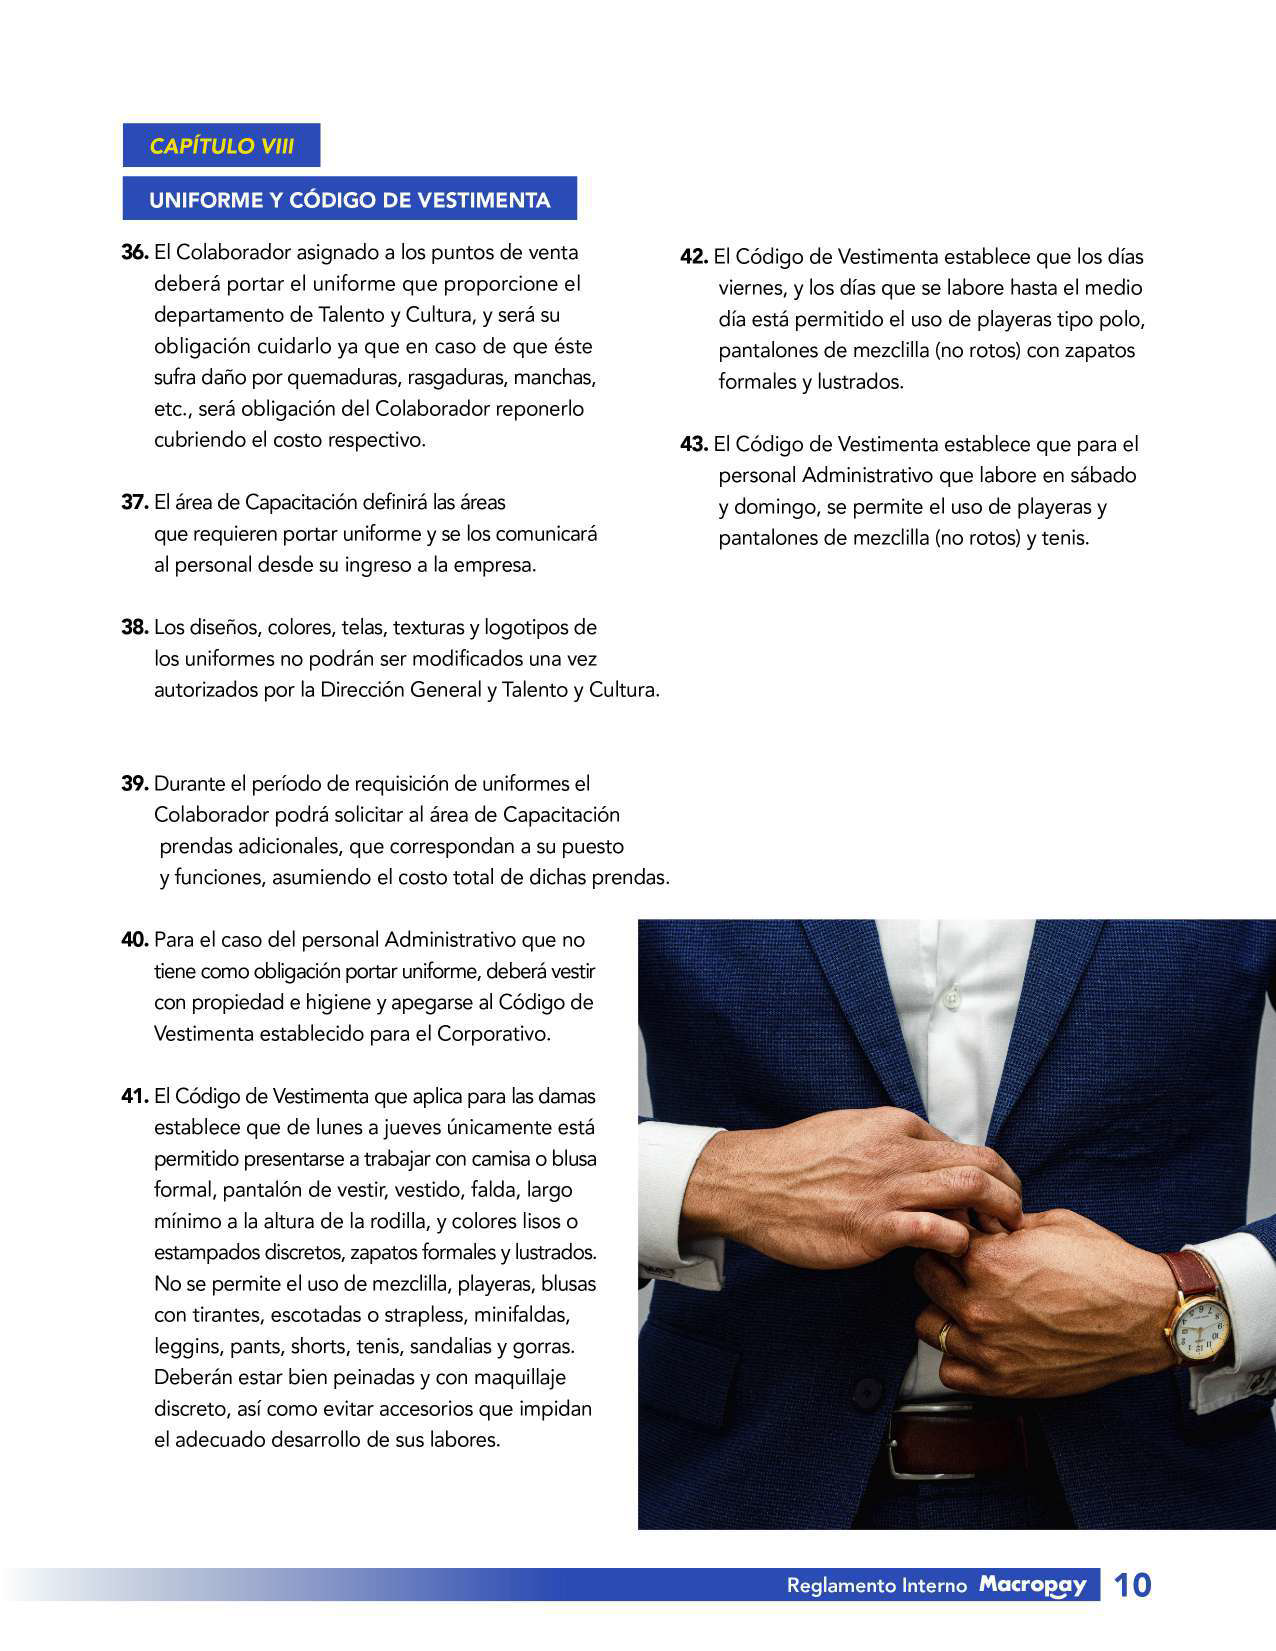 CAPÍTULO VIII
UNIFORME Y CÓDIGO DE VESTIMENTA
36. El Colaborador asignado a los puntos de venta
deberá portar el uniforme que proporcione el
departamento de Talento y Cultura, y será su
obligación cuidarlo ya que en caso de que éste
sufra daño por quemaduras, rasgaduras, manchas,
etc., será obligación del Colaborador reponerlo
cubriendo el costo respectivo.
37. El área de Capacitación definirá las áreas
que requieren portar uniforme y se los comunicará
al personal desde su ingreso a la empresa.
38. Los diseños, colores, telas, texturas y logotipos de
los uniformes no podrán ser modificados una vez
autorizados por la Dirección General y Talento y Cultura.
39. Durante el período de requisición de uniformes el
Colaborador podrá solicitar al área de Capacitación
prendas adicionales, que correspondan a su puesto
y funciones, asumiendo el costo total de dichas prendas.
40. Para el caso del personal Administrativo que no
tiene como obligación portar uniforme, deberá vestir
con propiedad e higiene y apegarse al Código de
Vestimenta establecido para el Corporativo.
41. El Código de Vestimenta que aplica para las damas
establece que de lunes a jueves únicamente está
permitido presentarse a trabajar con camisa o blusa
formal, pantalón de vestir, vestido, falda, largo
mínimo a la altura de la rodilla, y colores lisos o
estampados discretos, zapatos formales y lustrados.
No se permite el uso de mezclilla, playeras, blusas
con tirantes, escotadas o strapless, minifaldas,
leggins, pants, shorts, tenis, sandalias y gorras.
Deberán estar bien peinadas y con maquillaje
discreto, así como evitar accesorios que impidan
el adecuado desarrollo de sus labores.
42. El Código de Vestimenta establece que los días
viernes, y los días que se labore hasta el medio
día está permitido el uso de playeras tipo polo,
pantalones de mezclilla (no rotos) con zapatos
formales y lustrados.
43. El Código de Vestimenta establece que para el
personal Administrativo que labore en sábado
y domingo, se permite el uso de playeras y
pantalones de mezclilla (no rotos) y tenis.
Reglamento Interno Macropay 10